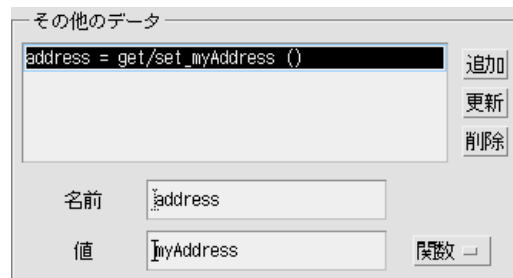 その他のデータ
address = get/set_myAddress ()
追加
更新
削除
名前 address
値 myAddress 関数